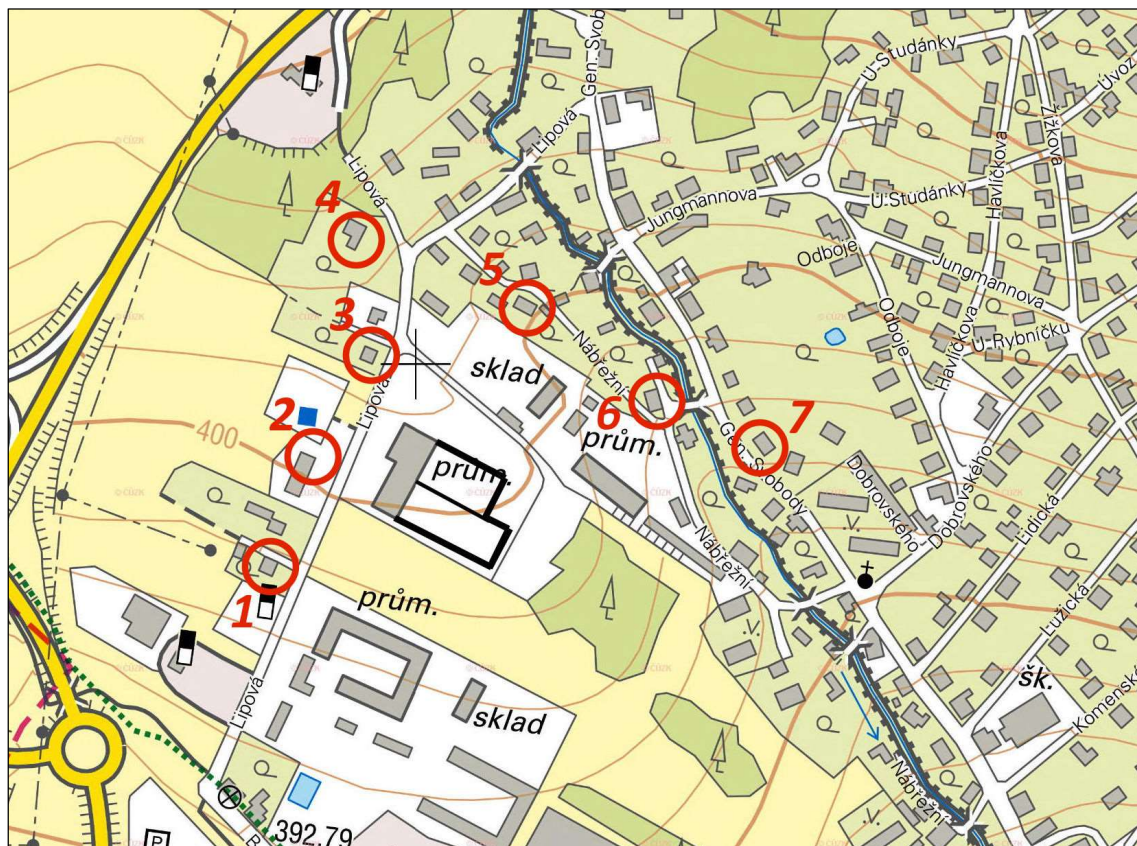 Gen. Svob
U Studánky
Úvoz
Žižkova
Lipová
Lipová
Havlíčkova
Jungmannova
U Studánky
4
Odboje
Jungmannova
5
3
Odboje
Havlíčkova
U Rybníčku
sklad
Nábřežní
Lipová
2
400
6
7
prům.
prům.
Gen. Svobody
Dobrovského
Dobrovského
Lidická
Nábřežní
1
prům.
Lužická
šk.
Lipová
sklad
Komenské
Nábřežní
392.79
P
© ČÚZK